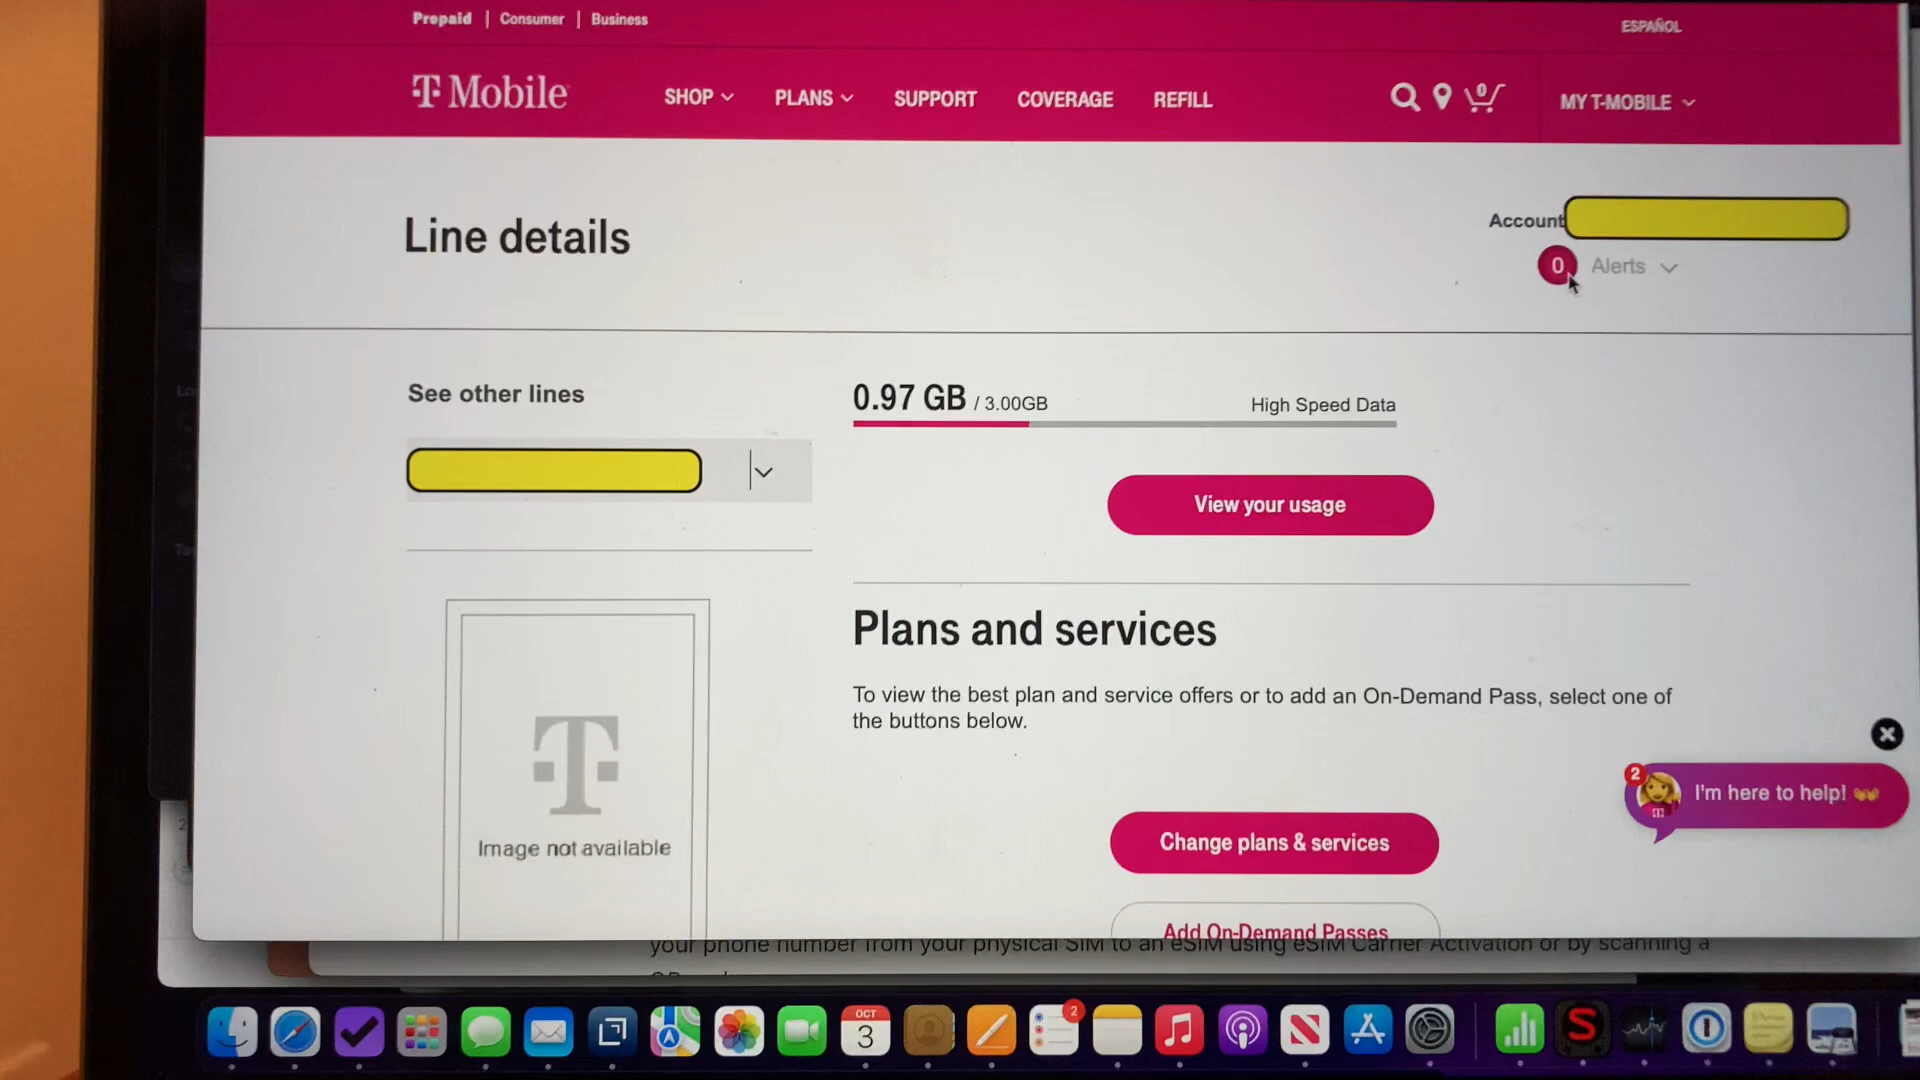 Prepaid | Consumer | Business
ESPAÑOL
T Mobile
SHOP
PLANS
SUPPORT
COVERAGE
REFILL
0
MY T-MOBILE
Line details
Account
0 Alerts
See other lines
0.97 GB / 3.00GB
High Speed Data
View your usage
Plans and services
To view the best plan and service offers or to add an On-Demand Pass, select one of
the buttons below.
T
Image not available
2
I'm here to help!
Change plans & services
Add On-Demand Passes
your phone number from your physical SIM to an eSIM using eSIM Carrier Activation or by scanning a
OCT
3
2